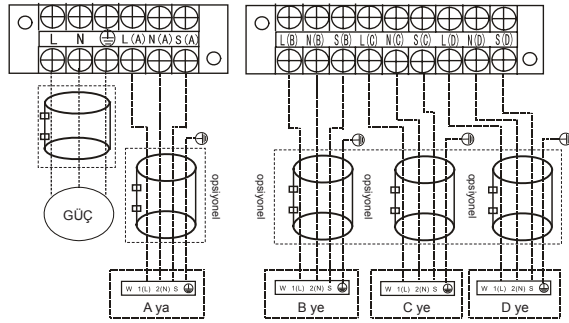 L N L(A) N(A) S(A)
L(B) N(B) S(B) L(C) N(C) S(C) L(D) N(D) S(D)
GÜÇ
opsiyonel
opsiyonel
opsiyonel
opsiyonel
W 1(L) 2(N) S
W 1(L) 2(N) S
W 1(L) 2(N) S
W 1(L) 2(N) S
A ya
B ye
C ye
D ye